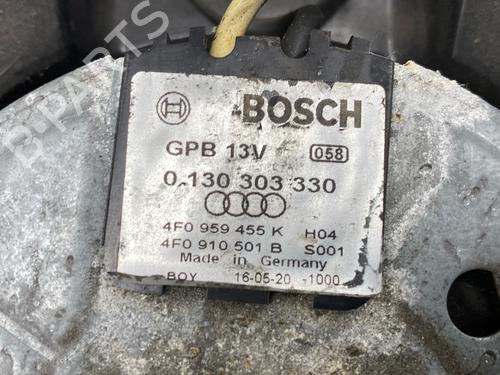 B-PARTS
BOSCH
GPB 13V 058
0 130 303 330
4F0 959 455 K H04
4F0 910 501 B S001
Made in Germany
BOY 16-05-20 -1000